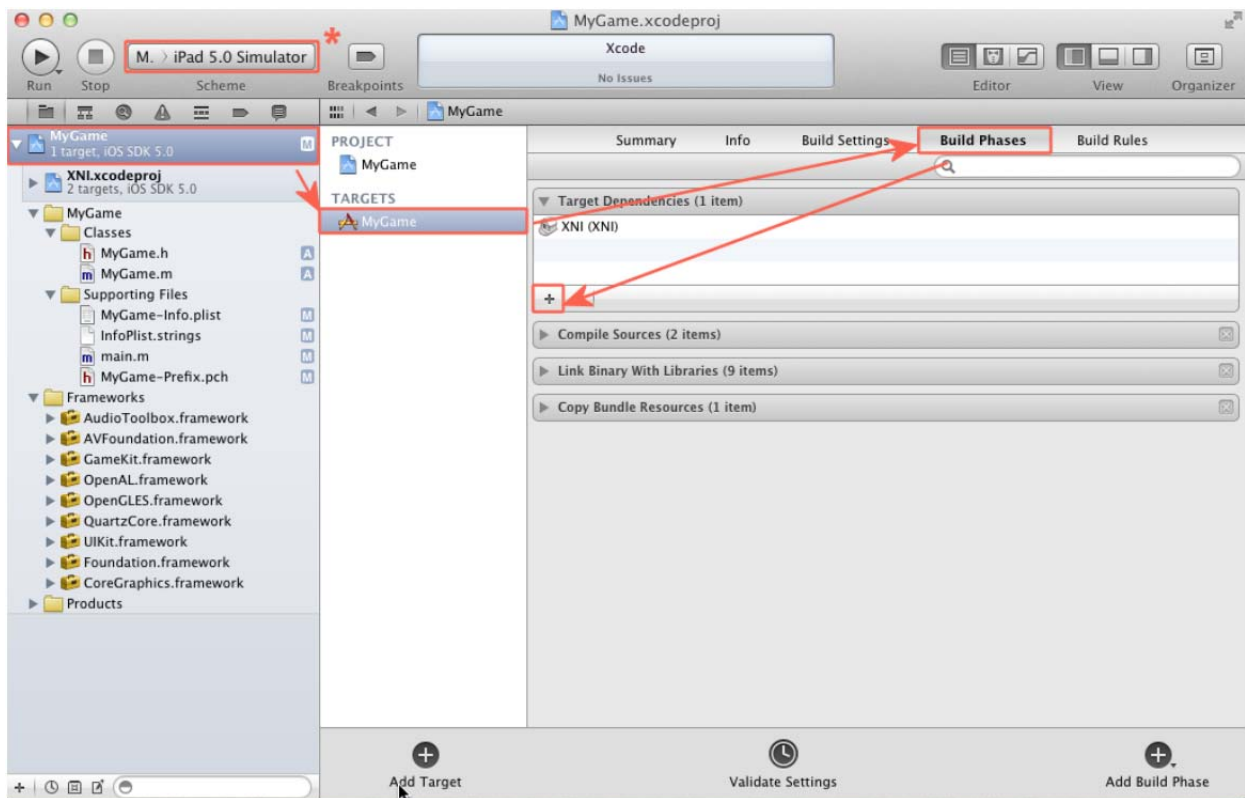 MyGame.xcodeproj
M. > iPad 5.0 Simulator
*
Xcode
No Issues
Run
Stop
Scheme
Breakpoints
Editor
View
Organizer
MyGame
MyGame
1 target, iOS SDK 5.0
M
XNI.xcodeproj
2 targets, iOS SDK 5.0
MyGame
Classes
h MyGame.h A
m MyGame.m A
Supporting Files
MyGame-Info.plist M
InfoPlist.strings M
m main.m M
h MyGame-Prefix.pch M
Frameworks
AudioToolbox.framework
AVFoundation.framework
GameKit.framework
OpenAL.framework
OpenGLES.framework
QuartzCore.framework
UIKit.framework
Foundation.framework
CoreGraphics.framework
Products
PROJECT
MyGame
TARGETS
MyGame
Summary
Info
Build Settings
Build Phases
Build Rules
Target Dependencies (1 item)
XNI (XNI)
+
Compile Sources (2 items)
Link Binary With Libraries (9 items)
Copy Bundle Resources (1 item)
Add Target
Validate Settings
Add Build Phase